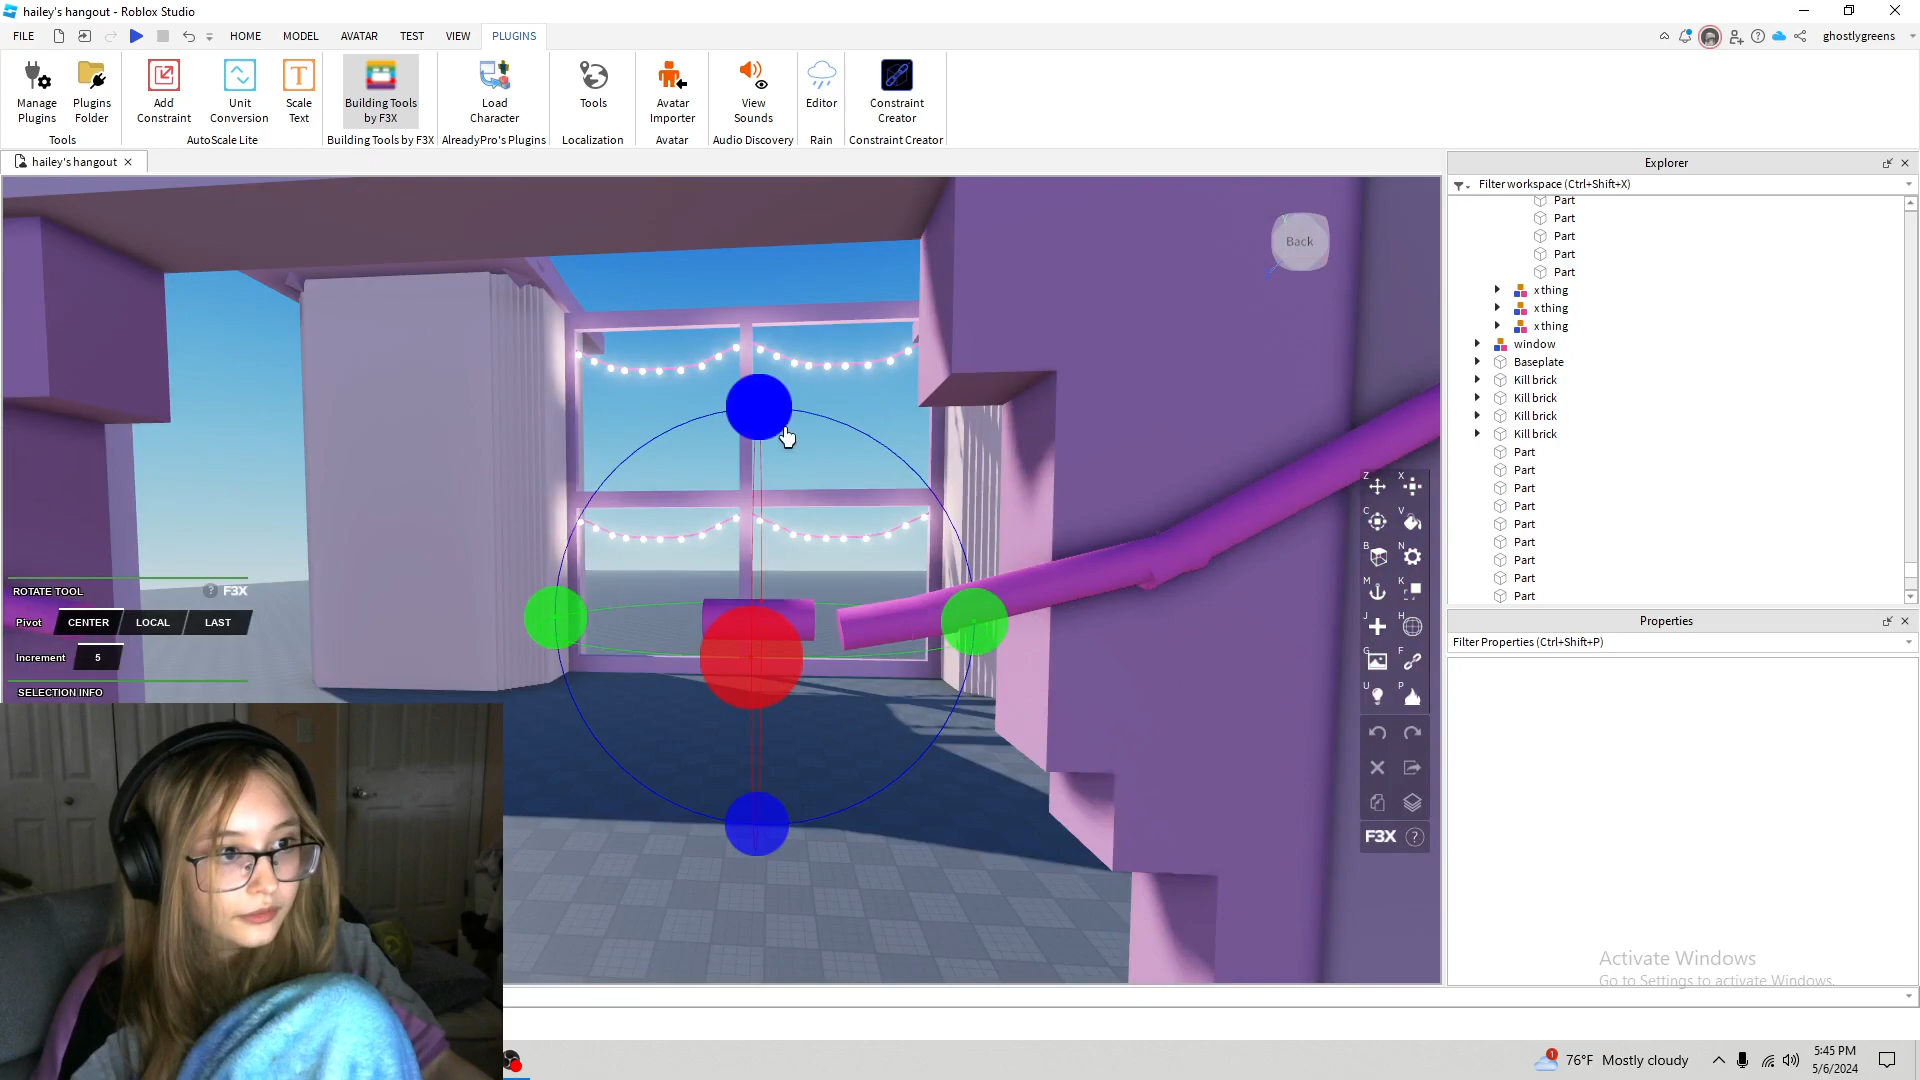 hailey's hangout - Roblox Studio
FILE HOME MODEL AVATAR TEST VIEW PLUGINS ghostlygreens
Manage Plugins
Plugins Folder
Tools
Add Constraint
Unit Conversion
Scale Text
AutoScale Lite
Building Tools by F3X
Building Tools by F3X
Load Character
AlreadyPro's Plugins
Tools
Localization
Avatar Importer
Avatar
View Sounds
Audio Discovery
Editor
Rain
Constraint Creator
Constraint Creator
hailey's hangout
Explorer
Filter workspace (Ctrl+Shift+X)
Part
Part
Part
Part
Part
x thing
x thing
x thing
window
Baseplate
Kill brick
Kill brick
Kill brick
Kill brick
Part
Part
Part
Part
Part
Part
Part
Part
Part
Properties
Filter Properties (Ctrl+Shift+P)
Back
Z X
C V
B N
M K
J H
G F
U P
F3X ?
ROTATE TOOL ? F3X
Pivot CENTER LOCAL LAST
Increment 5
SELECTION INFO
Activate Windows
Go to Settings to activate Windows.
1 76°F Mostly cloudy
5:45 PM
5/6/2024